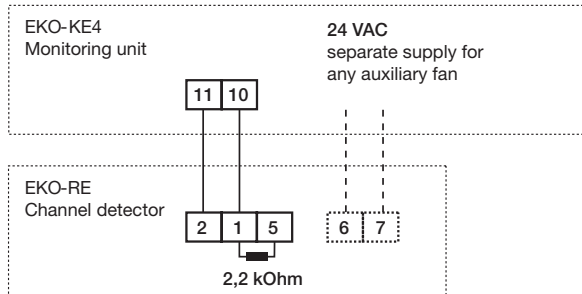 EKO-KE4
Monitoring unit
24 VAC
separate supply for
any auxiliary fan
11 10
EKO-RE
Channel detector
2 1 5 6 7
2,2 kOhm